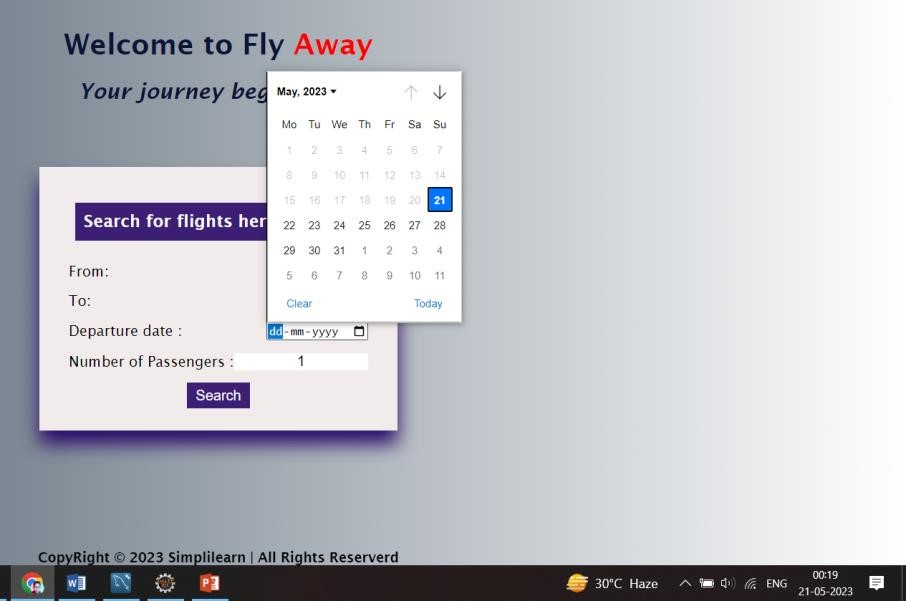 Welcome to Fly Away
Your journey beg
May, 2023
Mo Tu We Th Fr Sa Su
1 2 3 4 5 6 7
8 9 10 11 12 13 14
15 16 17 18 19 20 21
22 23 24 25 26 27 28
29 30 31 1 2 3 4
5 6 7 8 9 10 11
Clear Today
Search for flights her
From:
To:
Departure date : dd-mm-yyyy
Number of Passengers : 1
Search
CopyRight © 2023 Simplilearn | All Rights Reserverd
30°C Haze ENG 00:19
21-05-2023